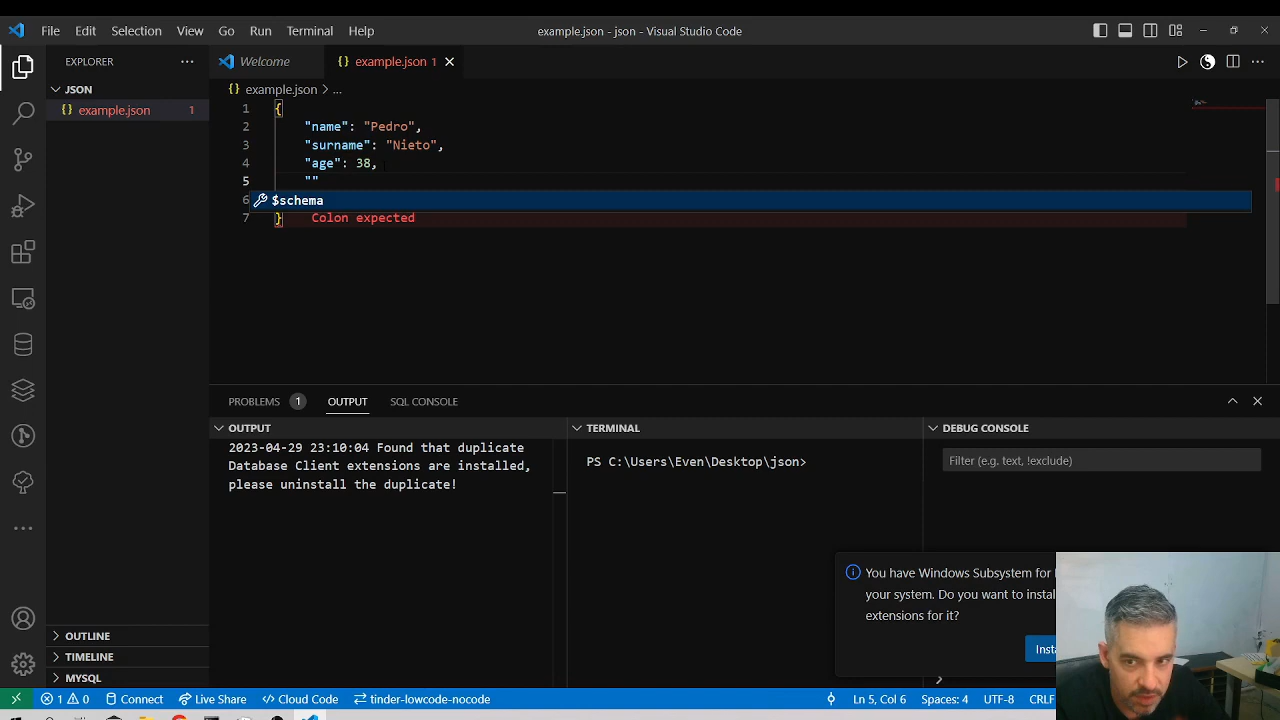 File Edit Selection View Go Run Terminal Help
example.json - json - Visual Studio Code
EXPLORER
Welcome
{} example.json 1
JSON
{} example.json > ...
{} example.json 1
1 {
2 "name": "Pedro",
3 "surname": "Nieto",
4 "age": 38,
5 ""
6 $schema
7 } Colon expected
PROBLEMS 1 OUTPUT SQL CONSOLE
OUTPUT
2023-04-29 23:10:04 Found that duplicate
Database Client extensions are installed,
please uninstall the duplicate!
TERMINAL
PS C:\Users\Even\Desktop\json>
DEBUG CONSOLE
Filter (e.g. text, !exclude)
You have Windows Subsystem for
your system. Do you want to
extensions for it?
OUTLINE
TIMELINE
MYSQL
1 0 Connect Live Share Cloud Code tinder-lowcode-nocode Ln 5, Col 6 Spaces: 4 UTF-8 CRLF